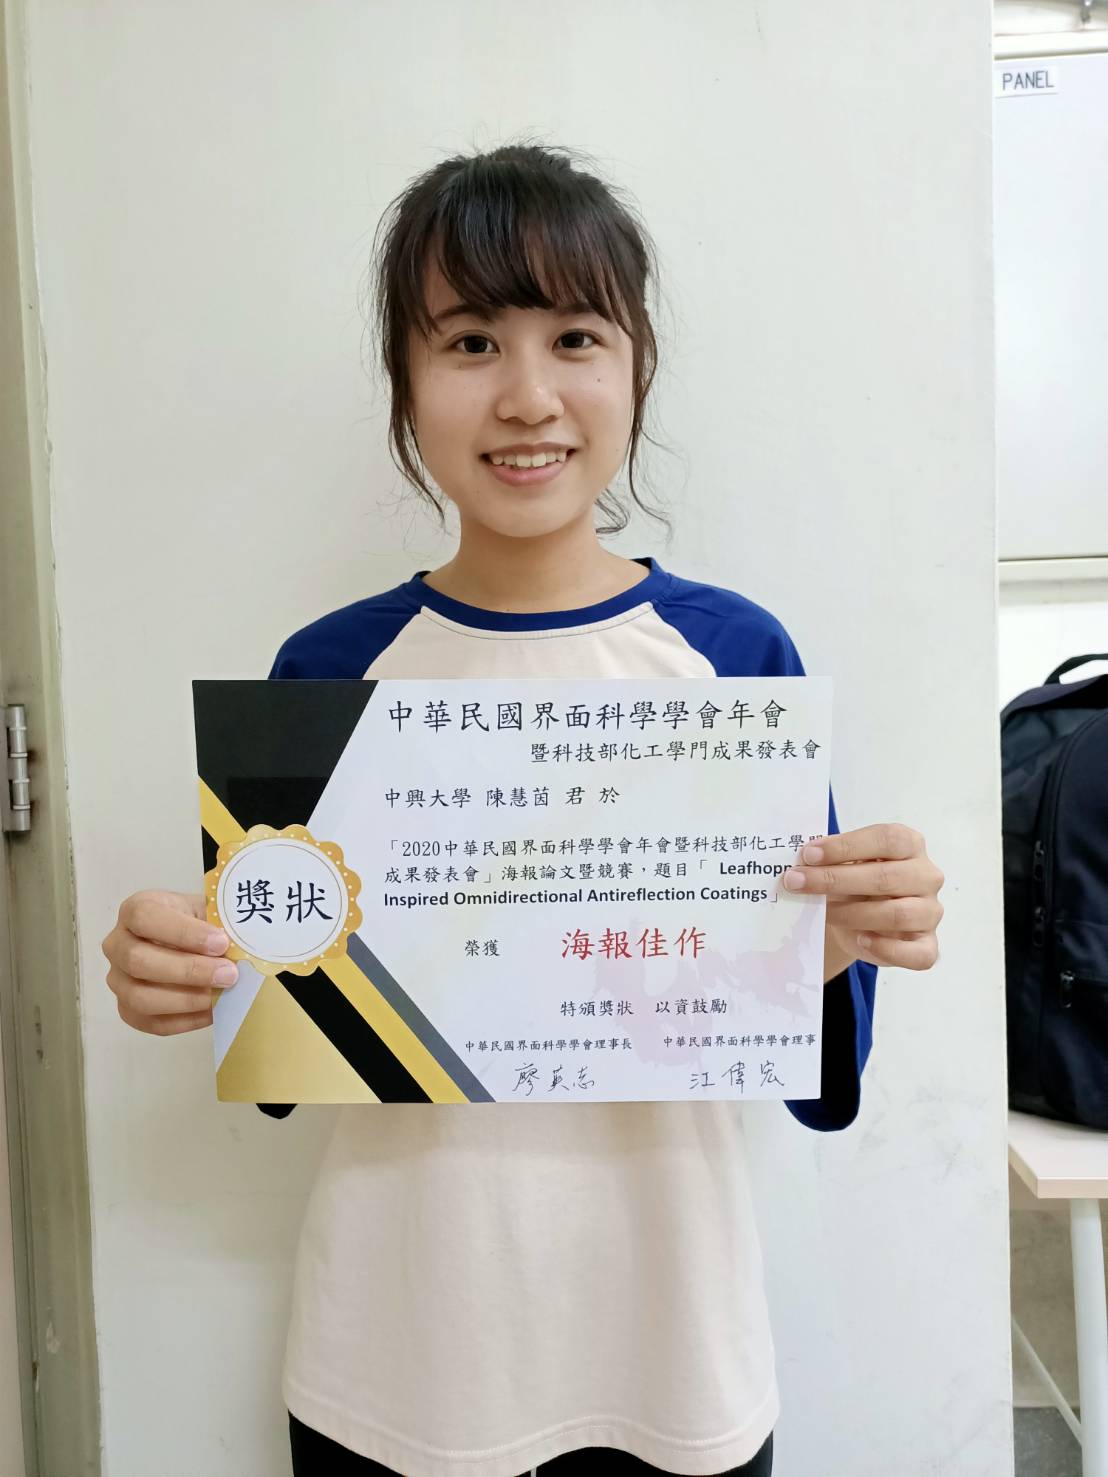 PANEL
中華民國界面科學學會年會
暨科技部化工學門成果發表會
中興大學 陳慧茵 君 於
「2020中華民國界面科學學會年會暨科技部化工學門
成果發表會」海報論文暨競賽，題目「 Leafhopp
Inspired Omnidirectional Antireflection Coatings」
獎狀
榮獲 海報佳作
特頒獎狀 以資鼓勵
中華民國界面科學學會理事長 中華民國界面科學學會理事
廖英志 江偉宏